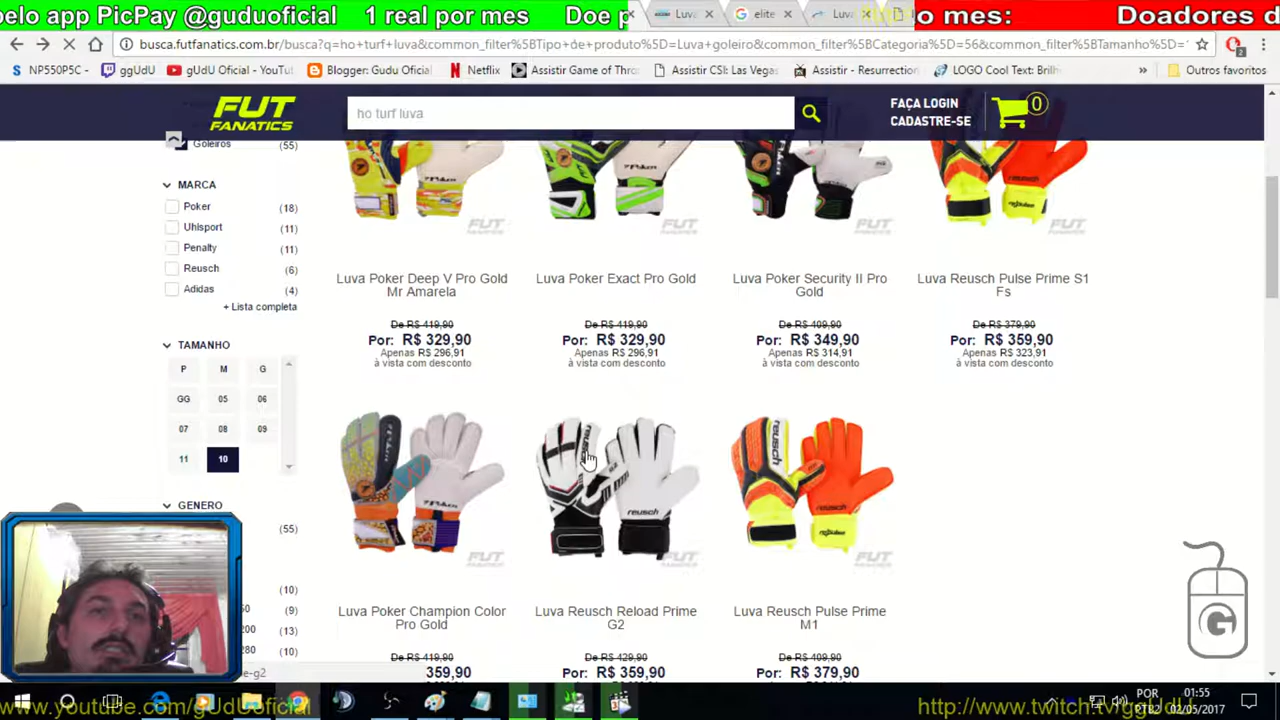 pelo app PicPay @guduoficial 1 real por mes Doe p
o mes: Doadores d
Luva
elite
Luva
busca.futfanatics.com.br/busca?q=ho+turf+luva&common_filter%5BTipo+de+produto%5D=Luva+goleiro&common_filter%5BCategoria%5D=56&common_filter%5BTamanho%5D=1
NP550P5C - ggUdU gUdU Oficial - YouTu Blogger: Gudu Oficial Netflix Assistir Game of Thro Assistir CSI: Las Vegas Assistir - Resurrection LOGO Cool Text: Brilh » Outros favoritos
FUT FANATICS
ho turf luva
FAÇA LOGIN
CADASTRE-SE
0
Goleiros (55)
MARCA
Poker (18)
Uhlsport (11)
Penalty (11)
Reusch (6)
Adidas (4)
+ Lista completa
TAMANHO
P M G
GG 05 06
07 08 09
11 10
GENERO
(55)
(10)
(9)
200 (13)
280 (10)
Luva Poker Deep V Pro Gold Mr Amarela
De R$ 419,90
Por: R$ 329,90
Apenas R$ 296,91
à vista com desconto
Luva Poker Exact Pro Gold
De R$ 419,90
Por: R$ 329,90
Apenas R$ 296,91
à vista com desconto
Luva Poker Security II Pro Gold
De R$ 409,90
Por: R$ 349,90
Apenas R$ 314,91
à vista com desconto
Luva Reusch Pulse Prime S1 Fs
De R$ 379,90
Por: R$ 359,90
Apenas R$ 323,91
à vista com desconto
Luva Poker Champion Color Pro Gold
De R$ 419,90
359,90
Luva Reusch Reload Prime G2
De R$ 429,90
Por: R$ 359,90
Luva Reusch Pulse Prime M1
De R$ 409,90
Por: R$ 379,90
e-g2
www.youtube.com/gUdUoficial
http://www.twitch.tv/ggUdU
POR
PTB2
01:55
02/05/2017